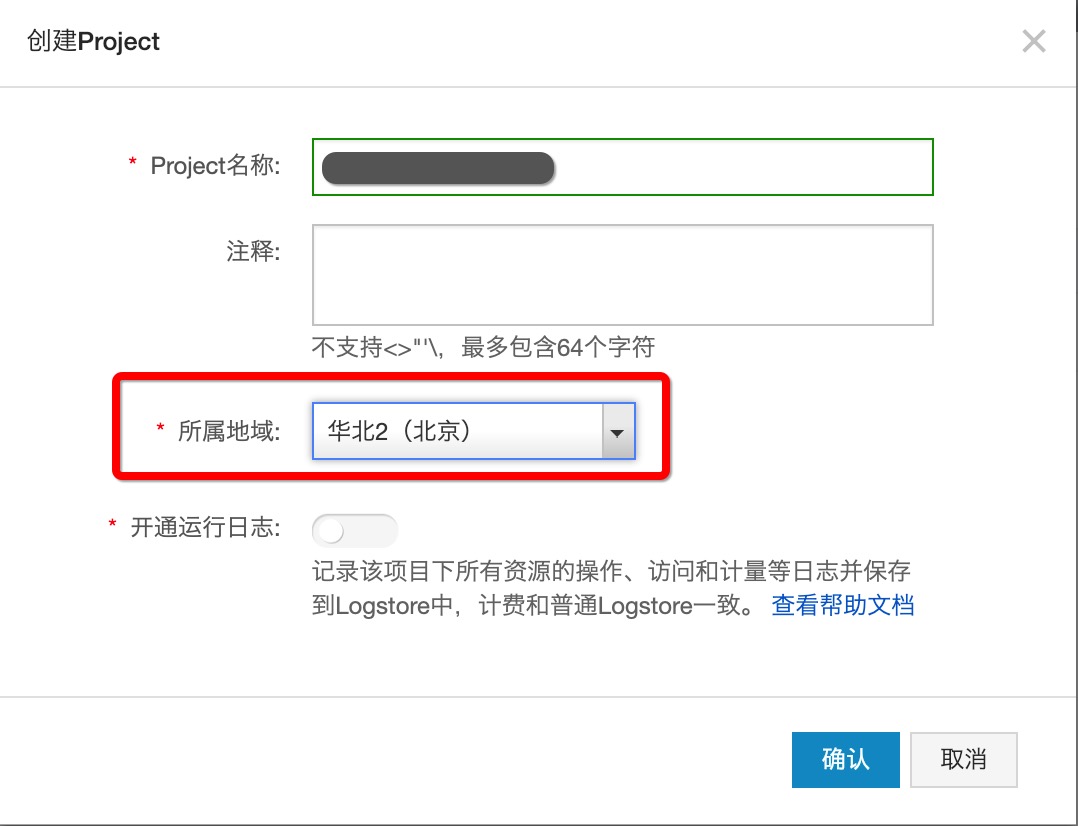 创建Project
* Project名称:
注释:
不支持<>"'\，最多包含64个字符
* 所属地域: 华北2（北京）
* 开通运行日志:
记录该项目下所有资源的操作、访问和计量等日志并保存
到Logstore中，计费和普通Logstore一致。 查看帮助文档
确认 取消